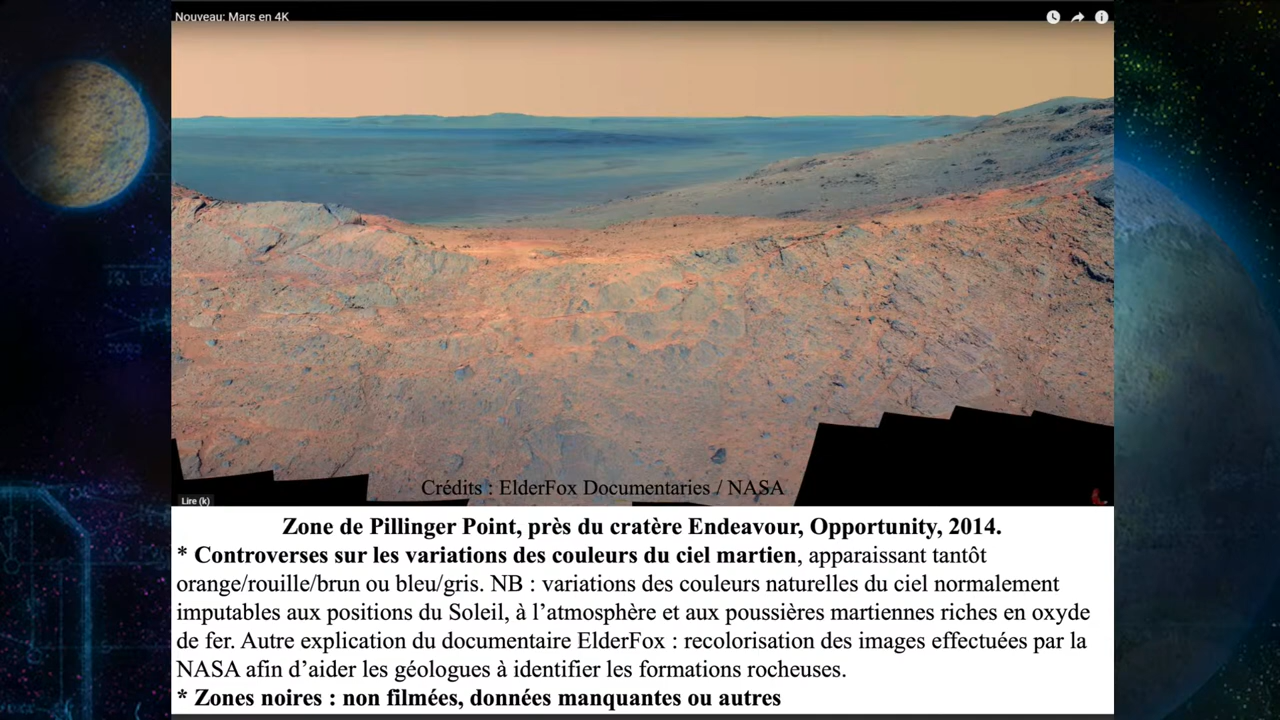 Nouveau: Mars en 4K
Lire (k)
Crédits : ElderFox Documentaries / NASA
Zone de Pillinger Point, près du cratère Endeavour, Opportunity, 2014.
* Controverses sur les variations des couleurs du ciel martien, apparaissant tantôt
orange/rouille/brun ou bleu/gris. NB : variations des couleurs naturelles du ciel normalement
imputables aux positions du Soleil, à l’atmosphère et aux poussières martiennes riches en oxyde
de fer. Autre explication du documentaire ElderFox : recolorisation des images effectuées par la
NASA afin d’aider les géologues à identifier les formations rocheuses.
* Zones noires : non filmées, données manquantes ou autres